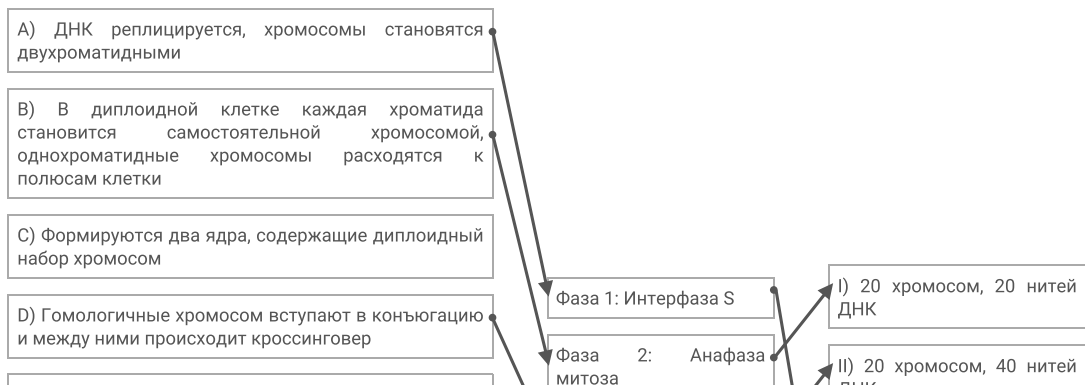 A) ДНК реплицируется, хромосомы становятся
двухроматидными
B) В диплоидной клетке каждая хроматида
становится самостоятельной хромосомой,
однохроматидные хромосомы расходятся к
полюсам клетки
C) Формируются два ядра, содержащие диплоидный
набор хромосом
D) Гомологичные хромосом вступают в конъюгацию
и между ними происходит кроссинговер
Фаза 1: Интерфаза S
Фаза 2: Анафаза
митоза
I) 20 хромосом, 20 нитей
ДНК
II) 20 хромосом, 40 нитей
ДНК